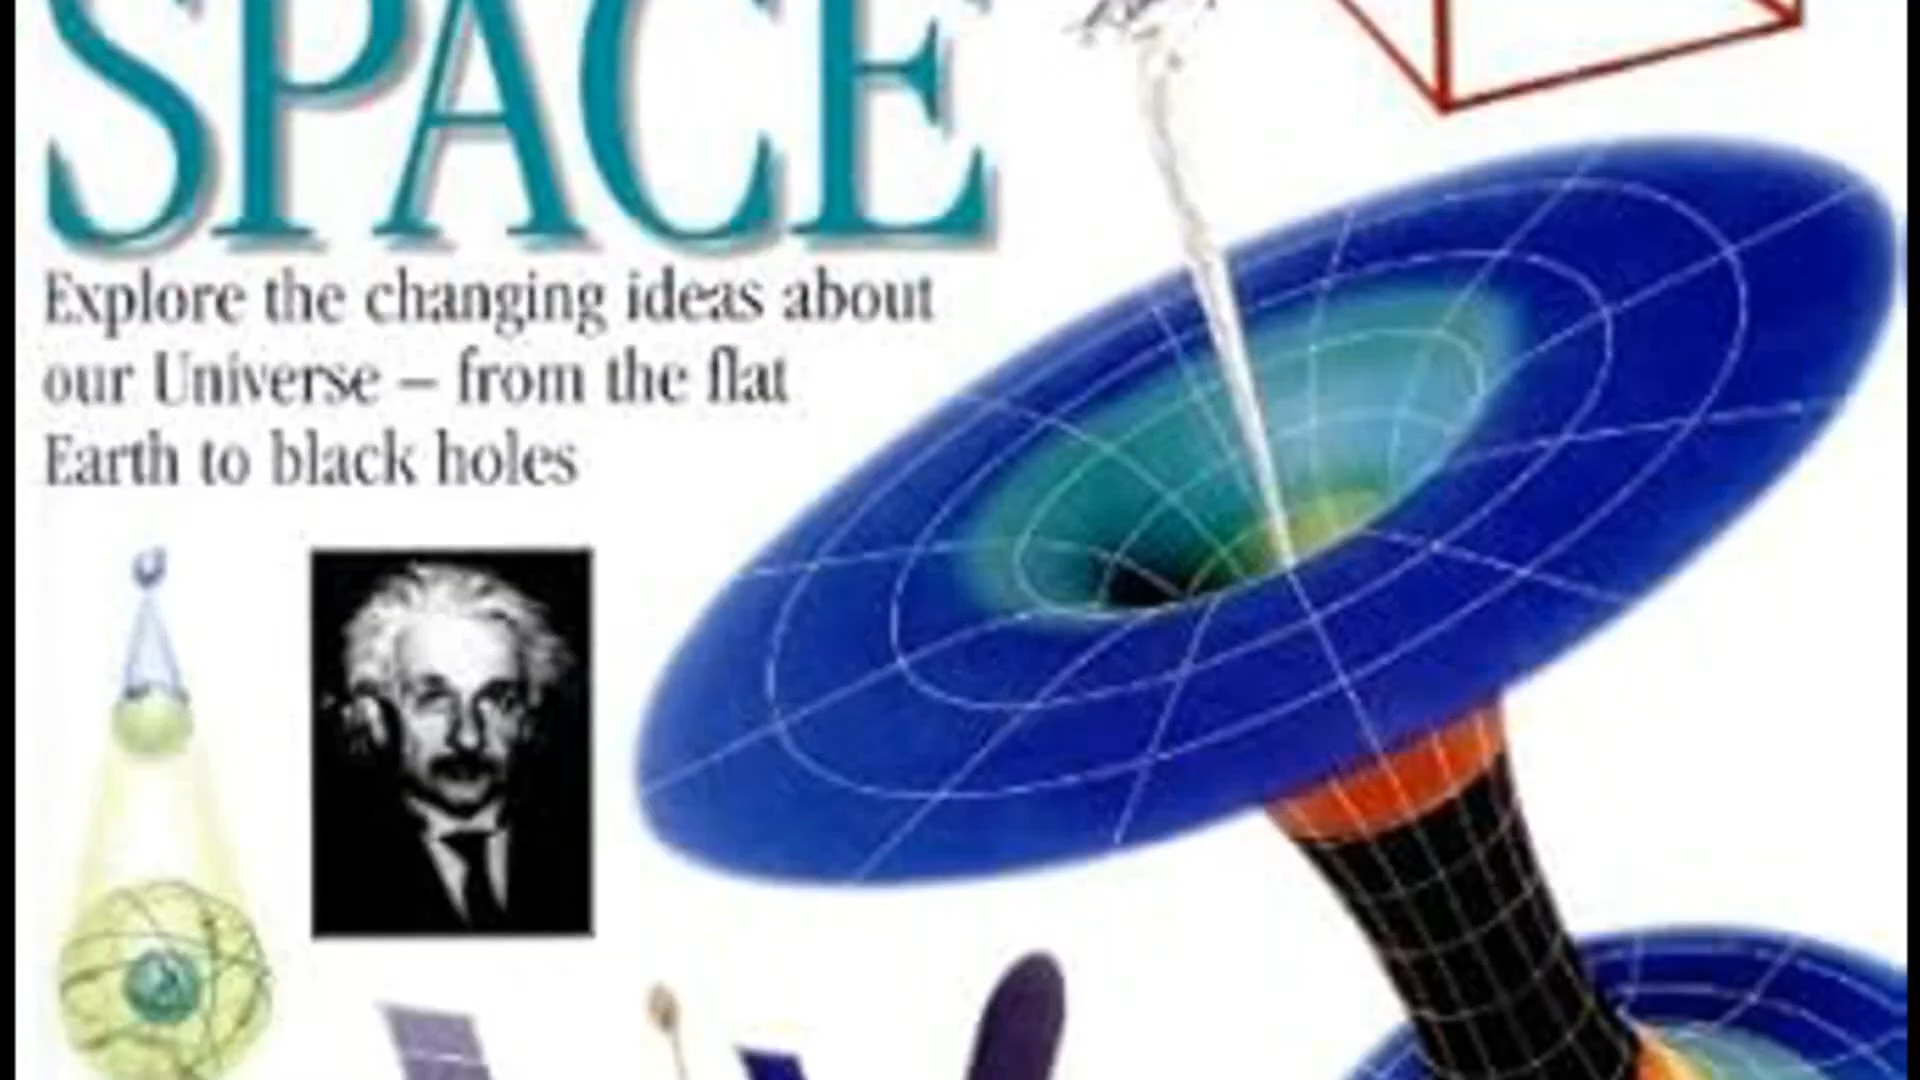 SPACE
Explore the changing ideas about
our Universe – from the flat
Earth to black holes